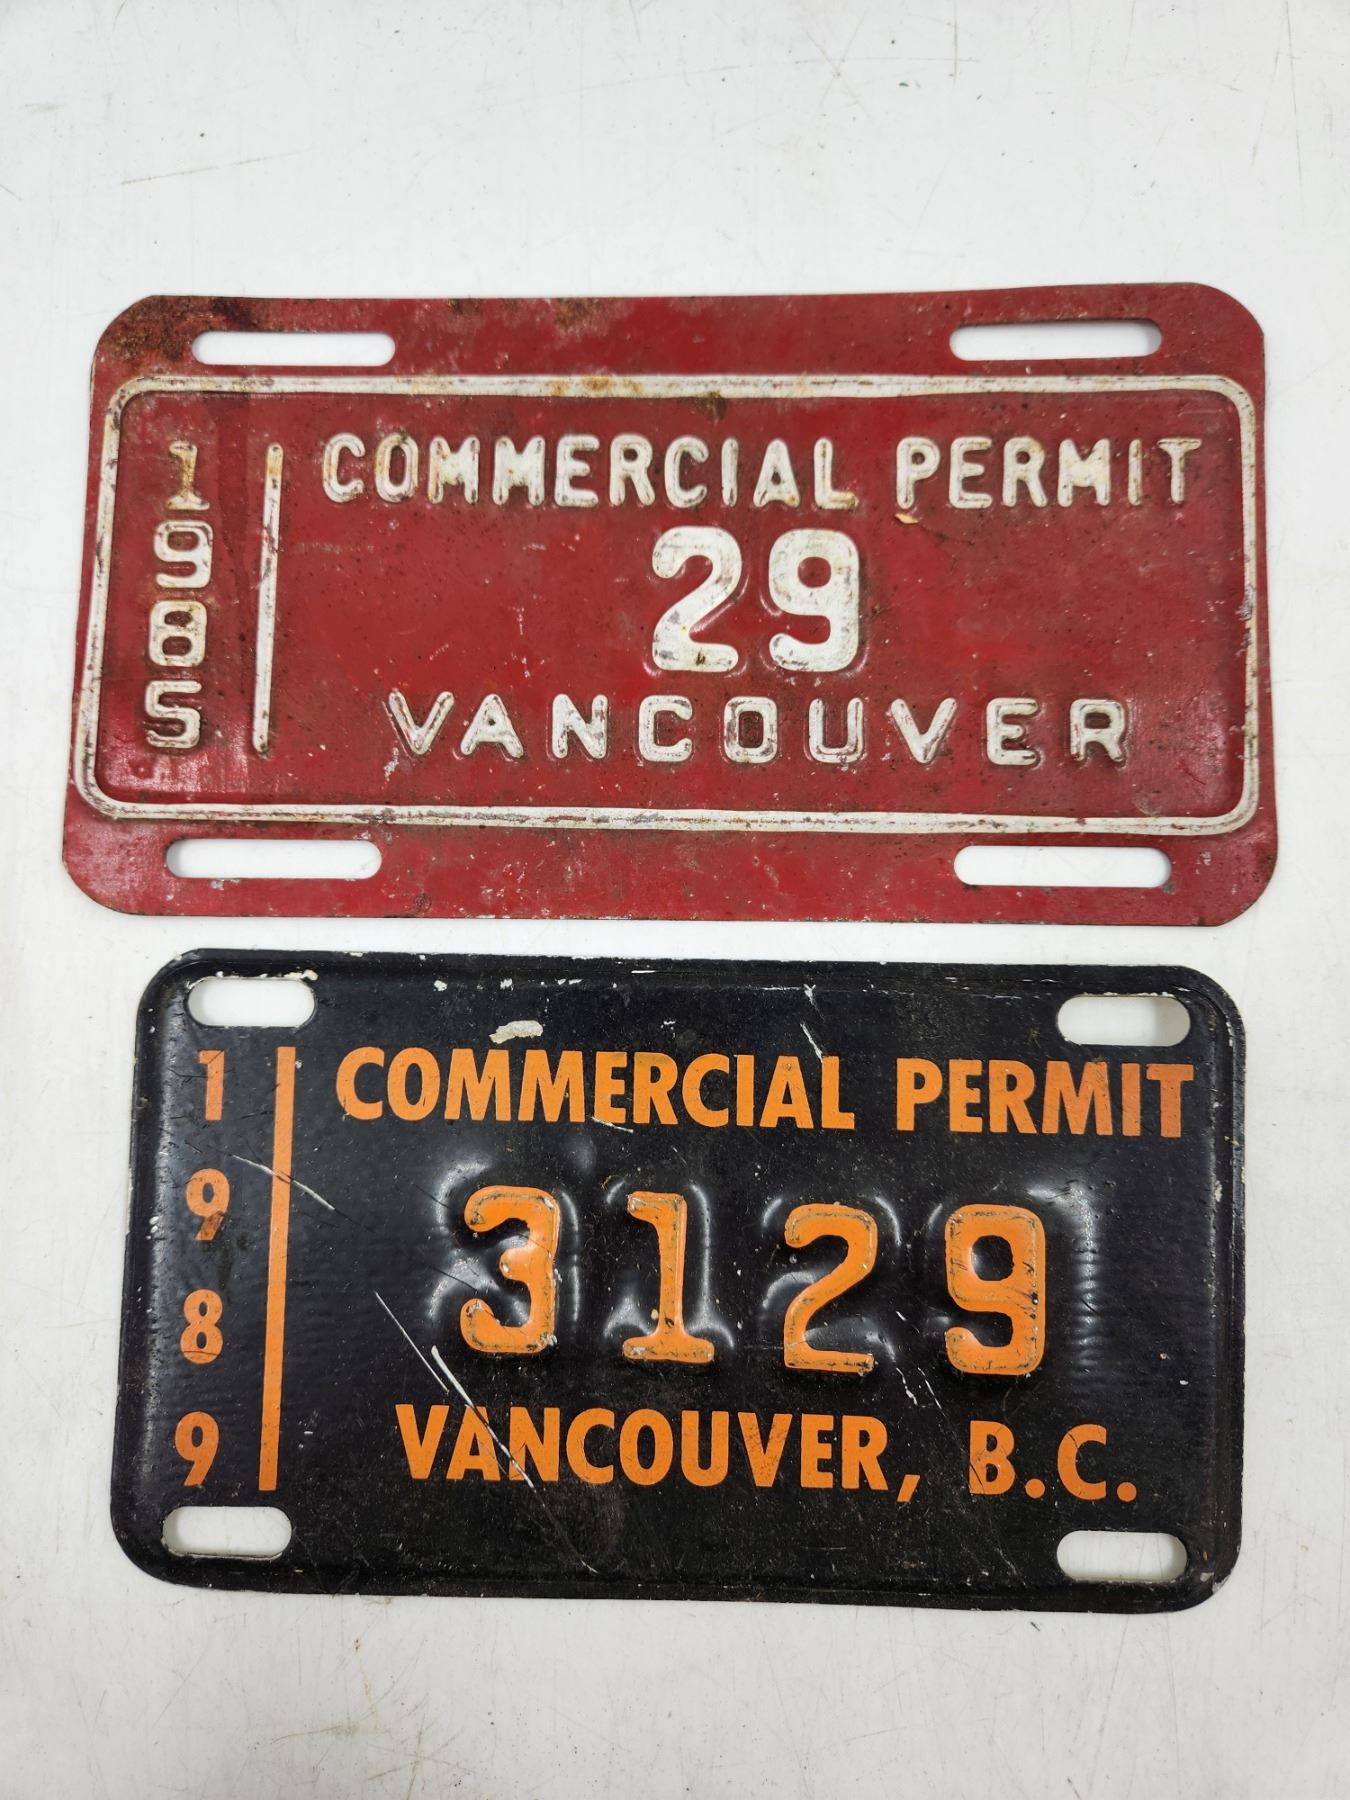 1985
COMMERCIAL PERMIT
29
VANCOUVER
1989
COMMERCIAL PERMIT
3129
VANCOUVER, B.C.